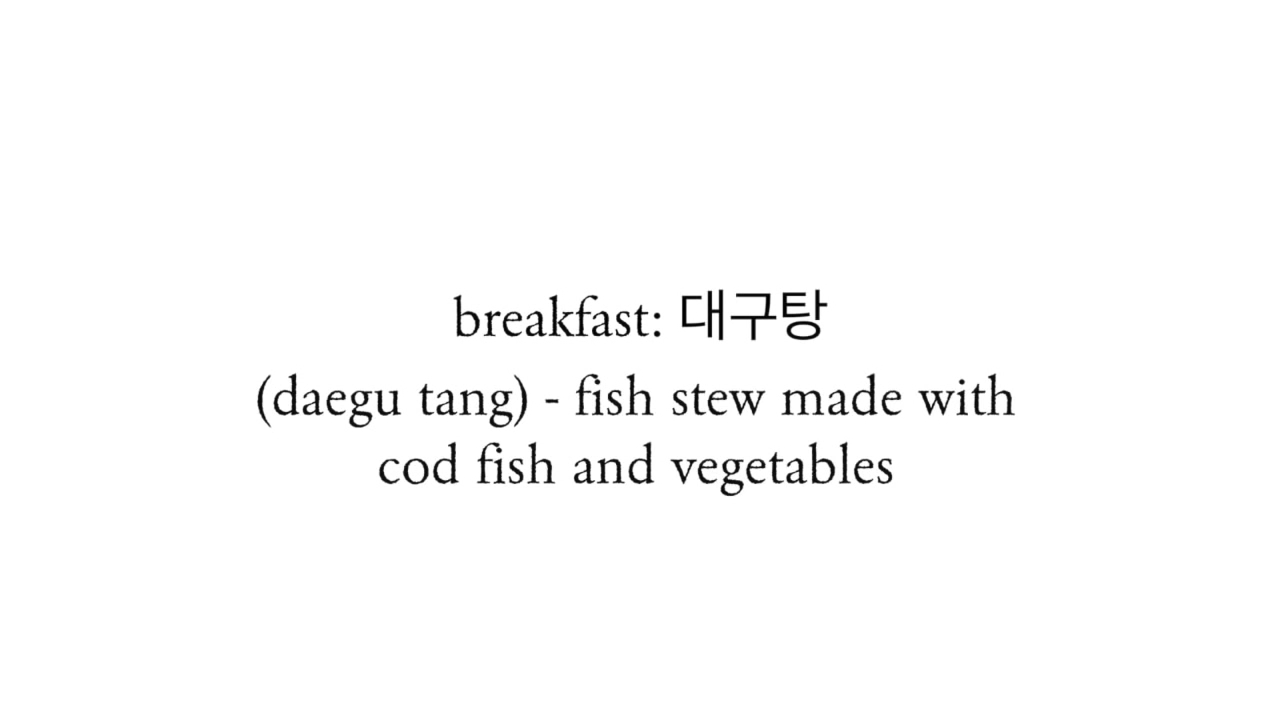 breakfast: 대구탕
(daegu tang) - fish stew made with
cod fish and vegetables